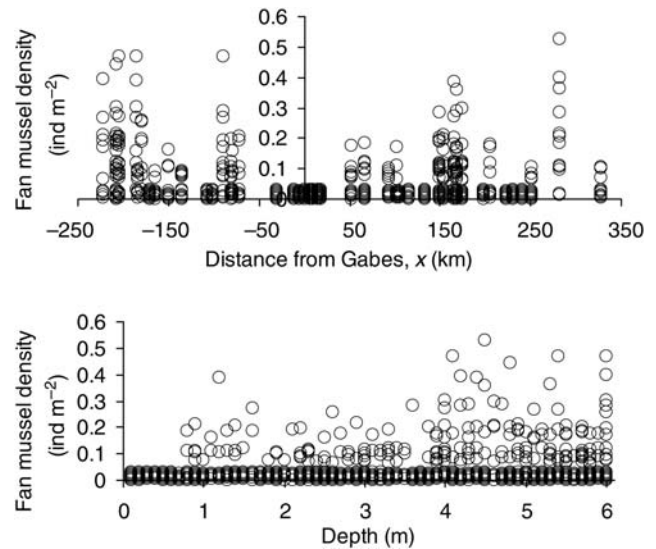 Fan mussel density
(ind m⁻²)
0.6
0.5
0.4
0.3
0.2
0.1
0
−250 −150 −50 50 150 250 350
Distance from Gabes, x (km)
Fan mussel density
(ind m⁻²)
0.6
0.5
0.4
0.3
0.2
0.1
0
0 1 2 3 4 5 6
Depth (m)